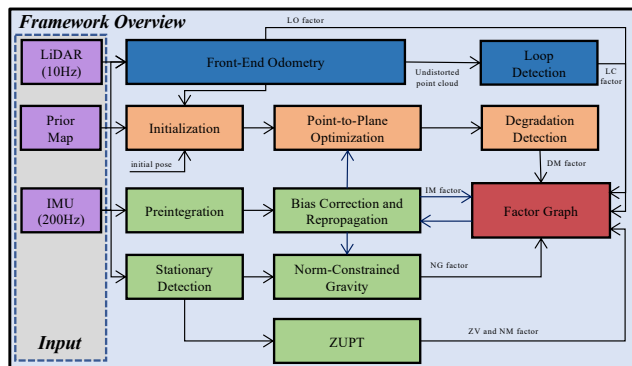 Framework Overview
LO factor
LiDAR
(10Hz)
Front-End Odometry
Loop
Detection
Undistorted
point cloud
LC
factor
Prior
Map
Initialization
Point-to-Plane
Optimization
Degradation
Detection
initial pose
DM factor
IMU
(200Hz)
Preintegration
Bias Correction and
Repropagation
IM factor
Factor Graph
Stationary
Detection
Norm-Constrained
Gravity
NG factor
ZUPT
ZV and NM factor
Input